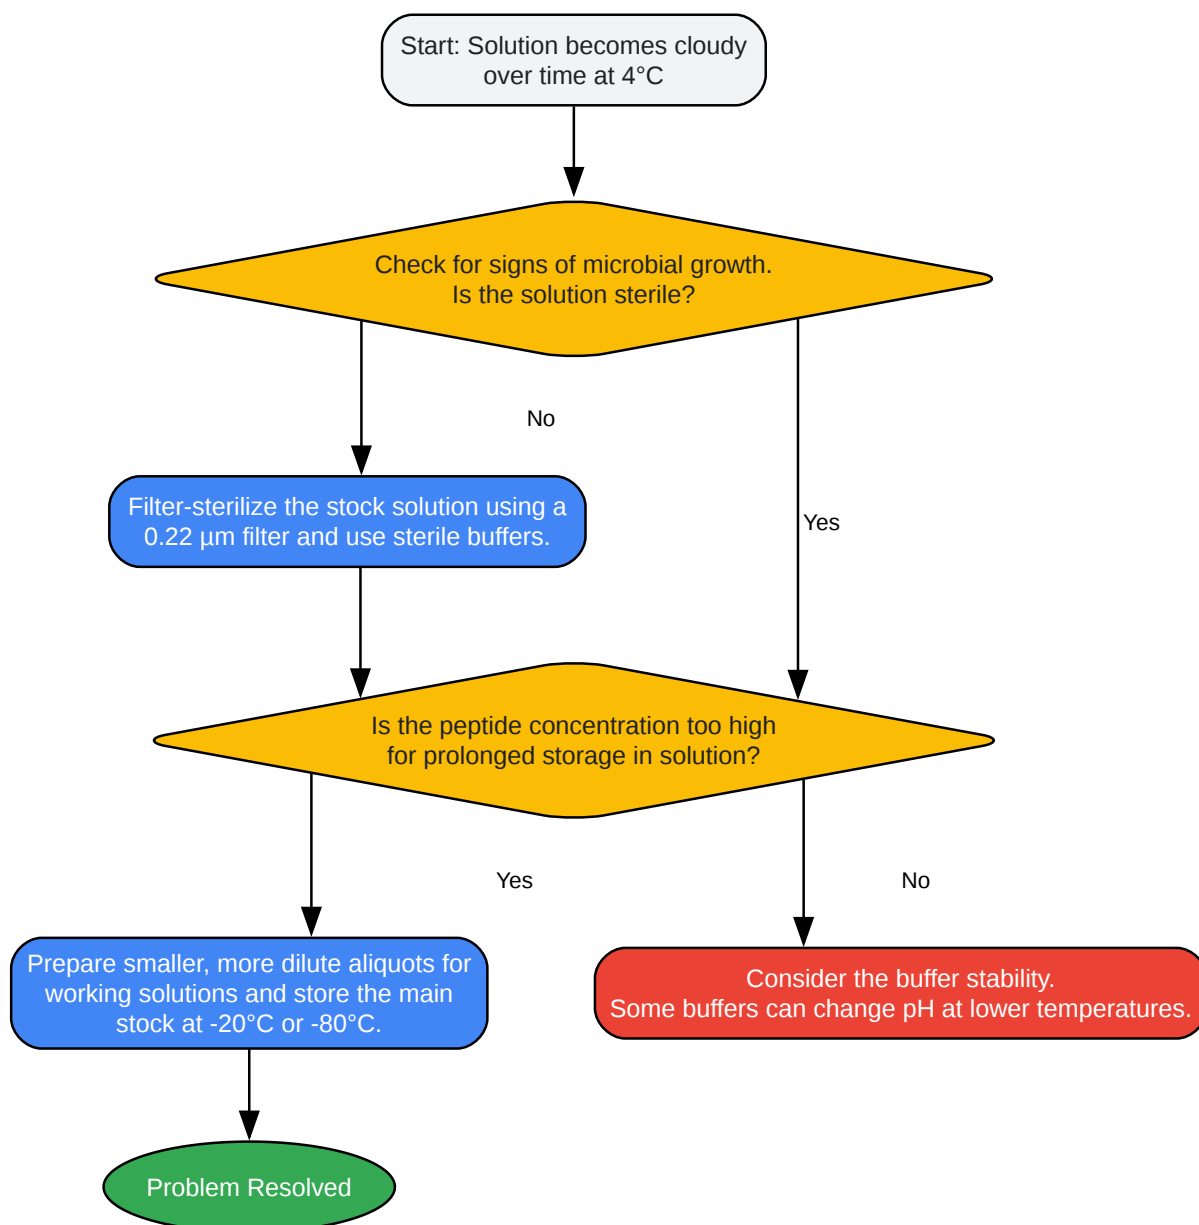 Start: Solution becomes cloudy
over time at 4°C
Check for signs of microbial growth.
Is the solution sterile?
No
Filter-sterilize the stock solution using a
0.22 µm filter and use sterile buffers.
Yes
Is the peptide concentration too high
for prolonged storage in solution?
Yes
No
Prepare smaller, more dilute aliquots for
working solutions and store the main
stock at -20°C or -80°C.
Consider the buffer stability.
Some buffers can change pH at lower temperatures.
Problem Resolved